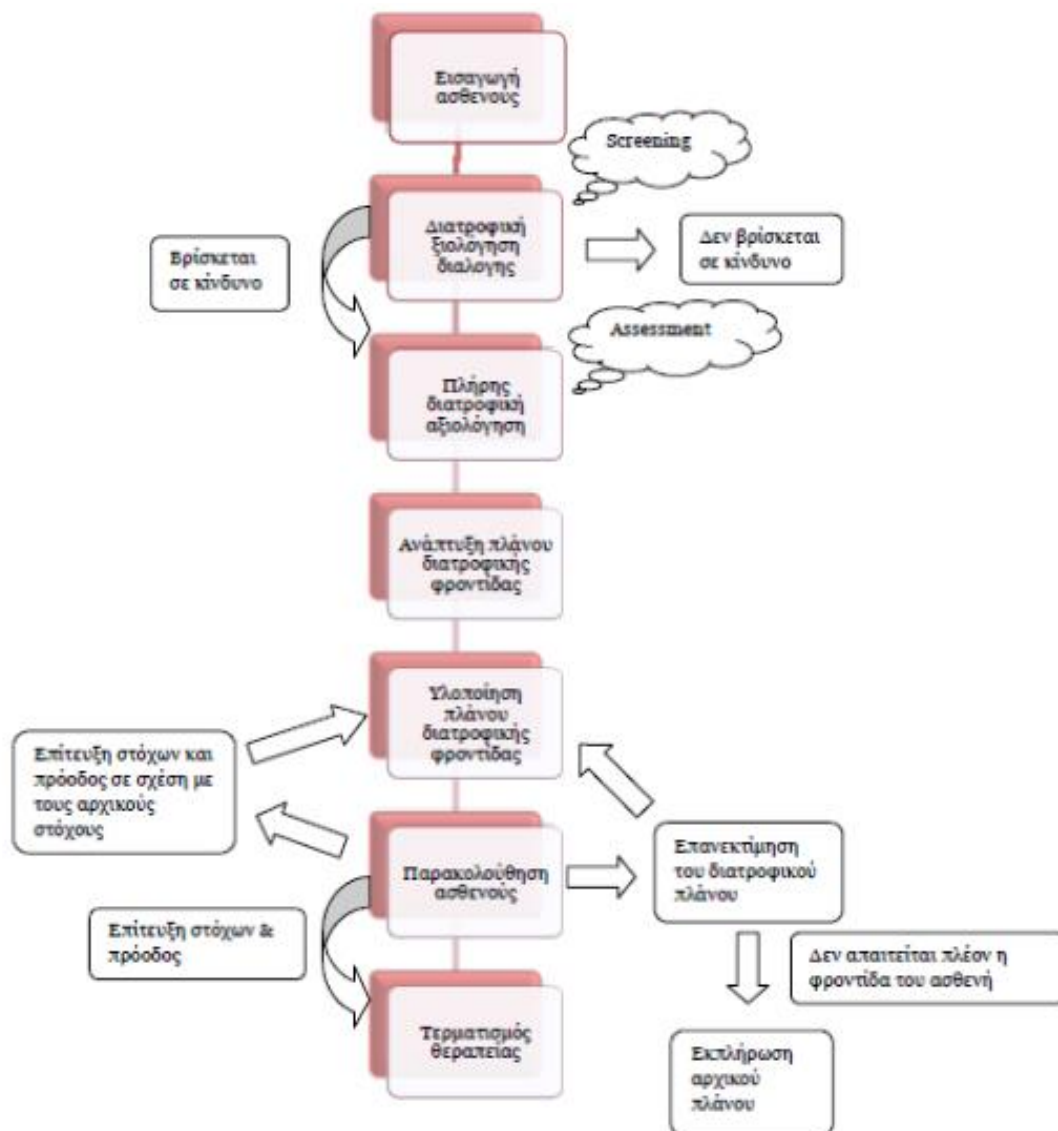 Εισαγωγή
ασθενους
Screening
Διατροφική
ξιολόγηση
διαλογης
Βρίσκεται
σε κίνδυνο
Δεν βρίσκεται
σε κίνδυνο
Assessment
Πλήρης
διατροφική
αξιολόγηση
Ανάπτυξη πλάνου
διατροφικής
φροντίδας
Υλοποίηση
πλάνου
διατροφικής
φροντίδας
Επίτευξη στόχων και
πρόοδος σε σχέση με
τους αρχικούς
στόχους
Παρακολούθηση
ασθενούς
Επανεκτίμηση
του διατροφικού
πλάνου
Επίτευξη στόχων &
πρόοδος
Δεν απαιτείται πλέον η
φροντίδα του ασθενή
Τερματισμός
θεραπείας
Εκπλήρωση
αρχικού
πλάνου